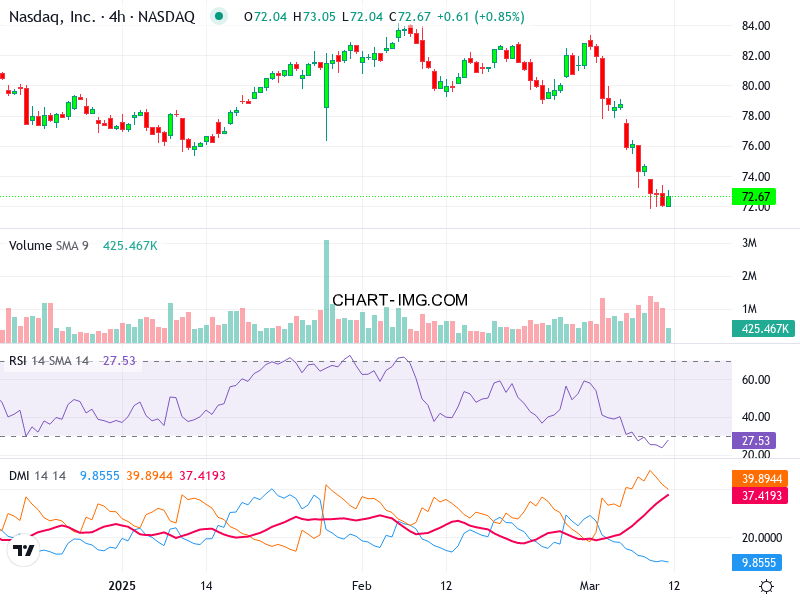 Nasdaq, Inc. · 4h · NASDAQ O72.04 H73.05 L72.04 C72.67 +0.61 (+0.85%)
84.00
82.00
80.00
78.00
76.00
74.00
72.67
72.00
Volume SMA 9 425.467K
3M
2M
CHART-IMG.COM
1M
425.467K
RSI 14 SMA 14 27.53
60.00
40.00
27.53
20.00
DMI 14 14 9.8555 39.8944 37.4193
39.8944
37.4193
20.0000
9.8555
2025 14 Feb 12 Mar 12